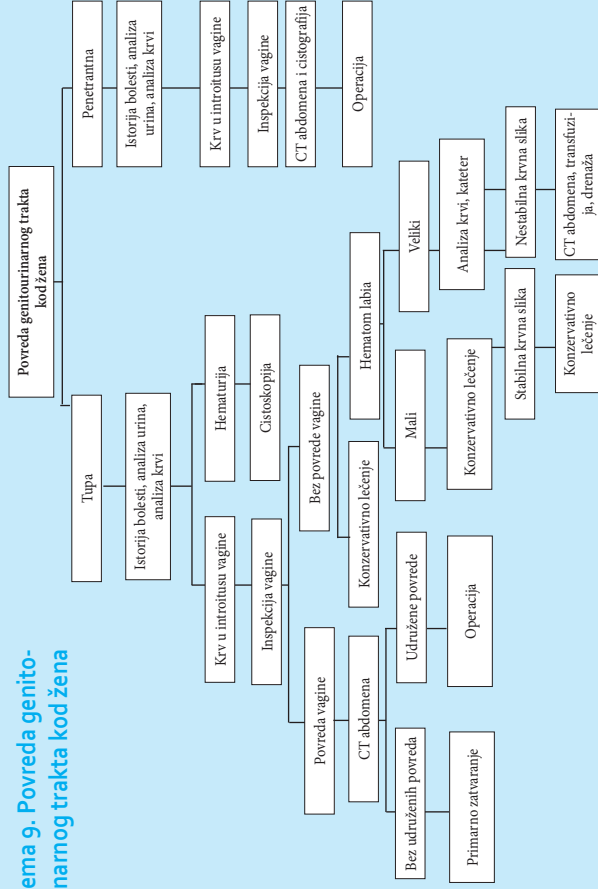 ema 9. Povreda genito-
narnog trakta kod žena
Povreda genitourinarnog trakta
kod žena
Tupa
Penetrantna
Istorija bolesti, analiza urina,
analiza krvi
Istorija bolesti, analiza
urina, analiza krvi
Krv u introitusu vagine
Hematurija
Krv u introitusu vagine
Inspekcija vagine
Cistoskopija
Inspekcija vagine
CT abdomena i cistografija
Operacija
Povreda vagine
Bez povrede vagine
CT abdomena
Konzervativno lečenje
Hematom labia
Bez udruženih povreda
Udružene povrede
Mali
Veliki
Primarno zatvaranje
Operacija
Konzervativno lečenje
Analiza krvi, kateter
Stabilna krvna slika
Nestabilna krvna slika
Konzervativno
lečenje
CT abdomena, transfuzi-
ja, drenaža